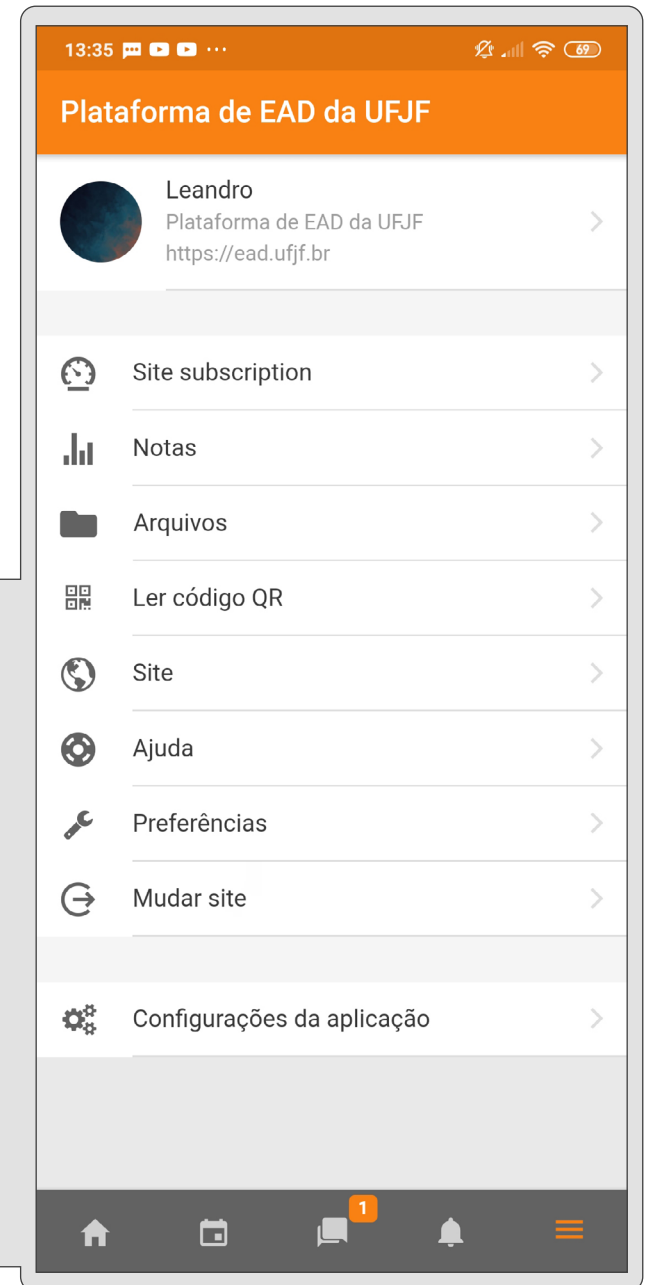 13:35 ... 69
Plataforma de EAD da UFJF
Leandro
Plataforma de EAD da UFJF
https://ead.ufjf.br
Site subscription
Notas
Arquivos
Ler código QR
Site
Ajuda
Preferências
Mudar site
Configurações da aplicação
1